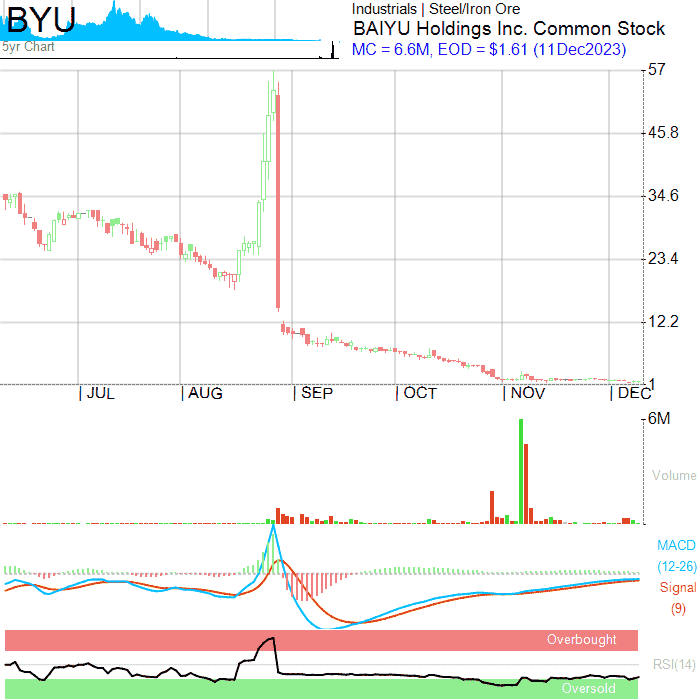 BYU
5yr Chart
Industrials | Steel/Iron Ore
BAIYU Holdings Inc. Common Stock
MC = 6.6M, EOD = $1.61 (11Dec2023)
57
45.8
34.6
23.4
12.2
1
JUL AUG SEP OCT NOV DEC
6M
Volume
MACD
(12-26)
Signal
(9)
Overbought
RSI(14)
Oversold